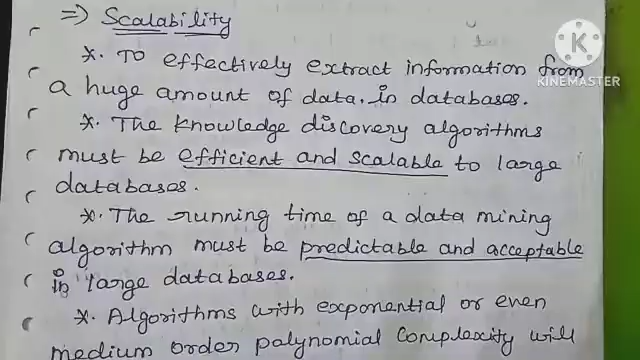 => Scalability
*. To effectively extract information from
a huge amount of data in databases.
*. The knowledge discovery algorithms
must be efficient and scalable to large
databases.
*. The running time of a data mining
algorithm must be predictable and acceptable
in large databases.
*. Algorithms with exponential or even
medium order polynomial complexity will
K
KINEMASTER